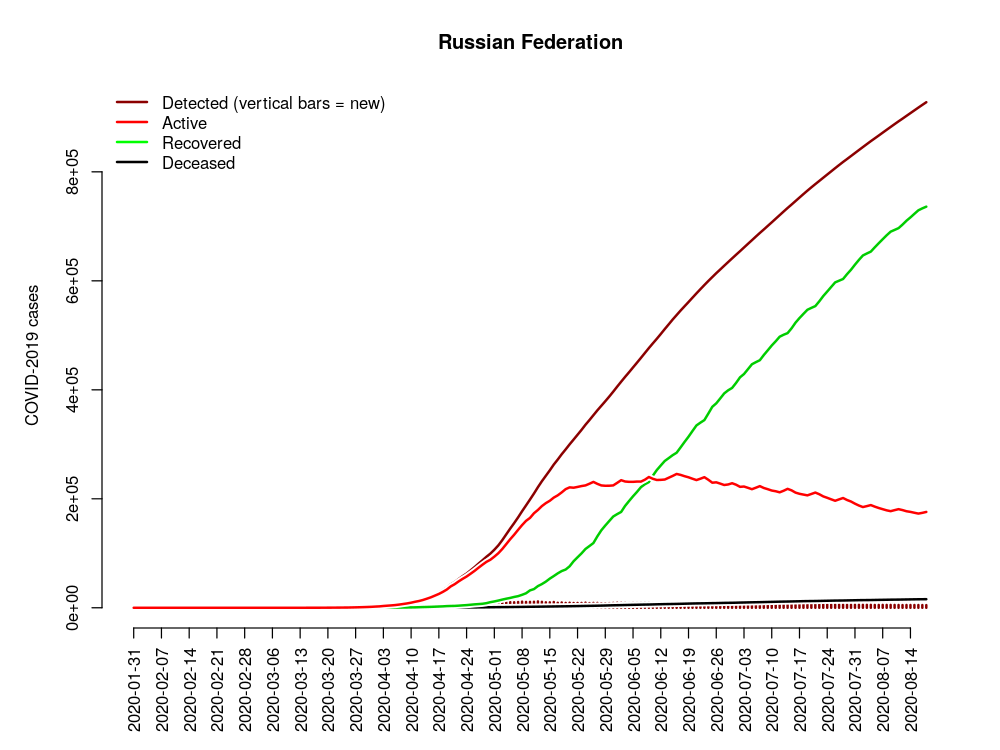 Russian Federation
Detected (vertical bars = new)
Active
Recovered
Deceased
COVID-2019 cases
8e+05
6e+05
4e+05
2e+05
0e+00
2020-01-31
2020-02-07
2020-02-14
2020-02-21
2020-02-28
2020-03-06
2020-03-13
2020-03-20
2020-03-27
2020-04-03
2020-04-10
2020-04-17
2020-04-24
2020-05-01
2020-05-08
2020-05-15
2020-05-22
2020-05-29
2020-06-05
2020-06-12
2020-06-19
2020-06-26
2020-07-03
2020-07-10
2020-07-17
2020-07-24
2020-07-31
2020-08-07
2020-08-14